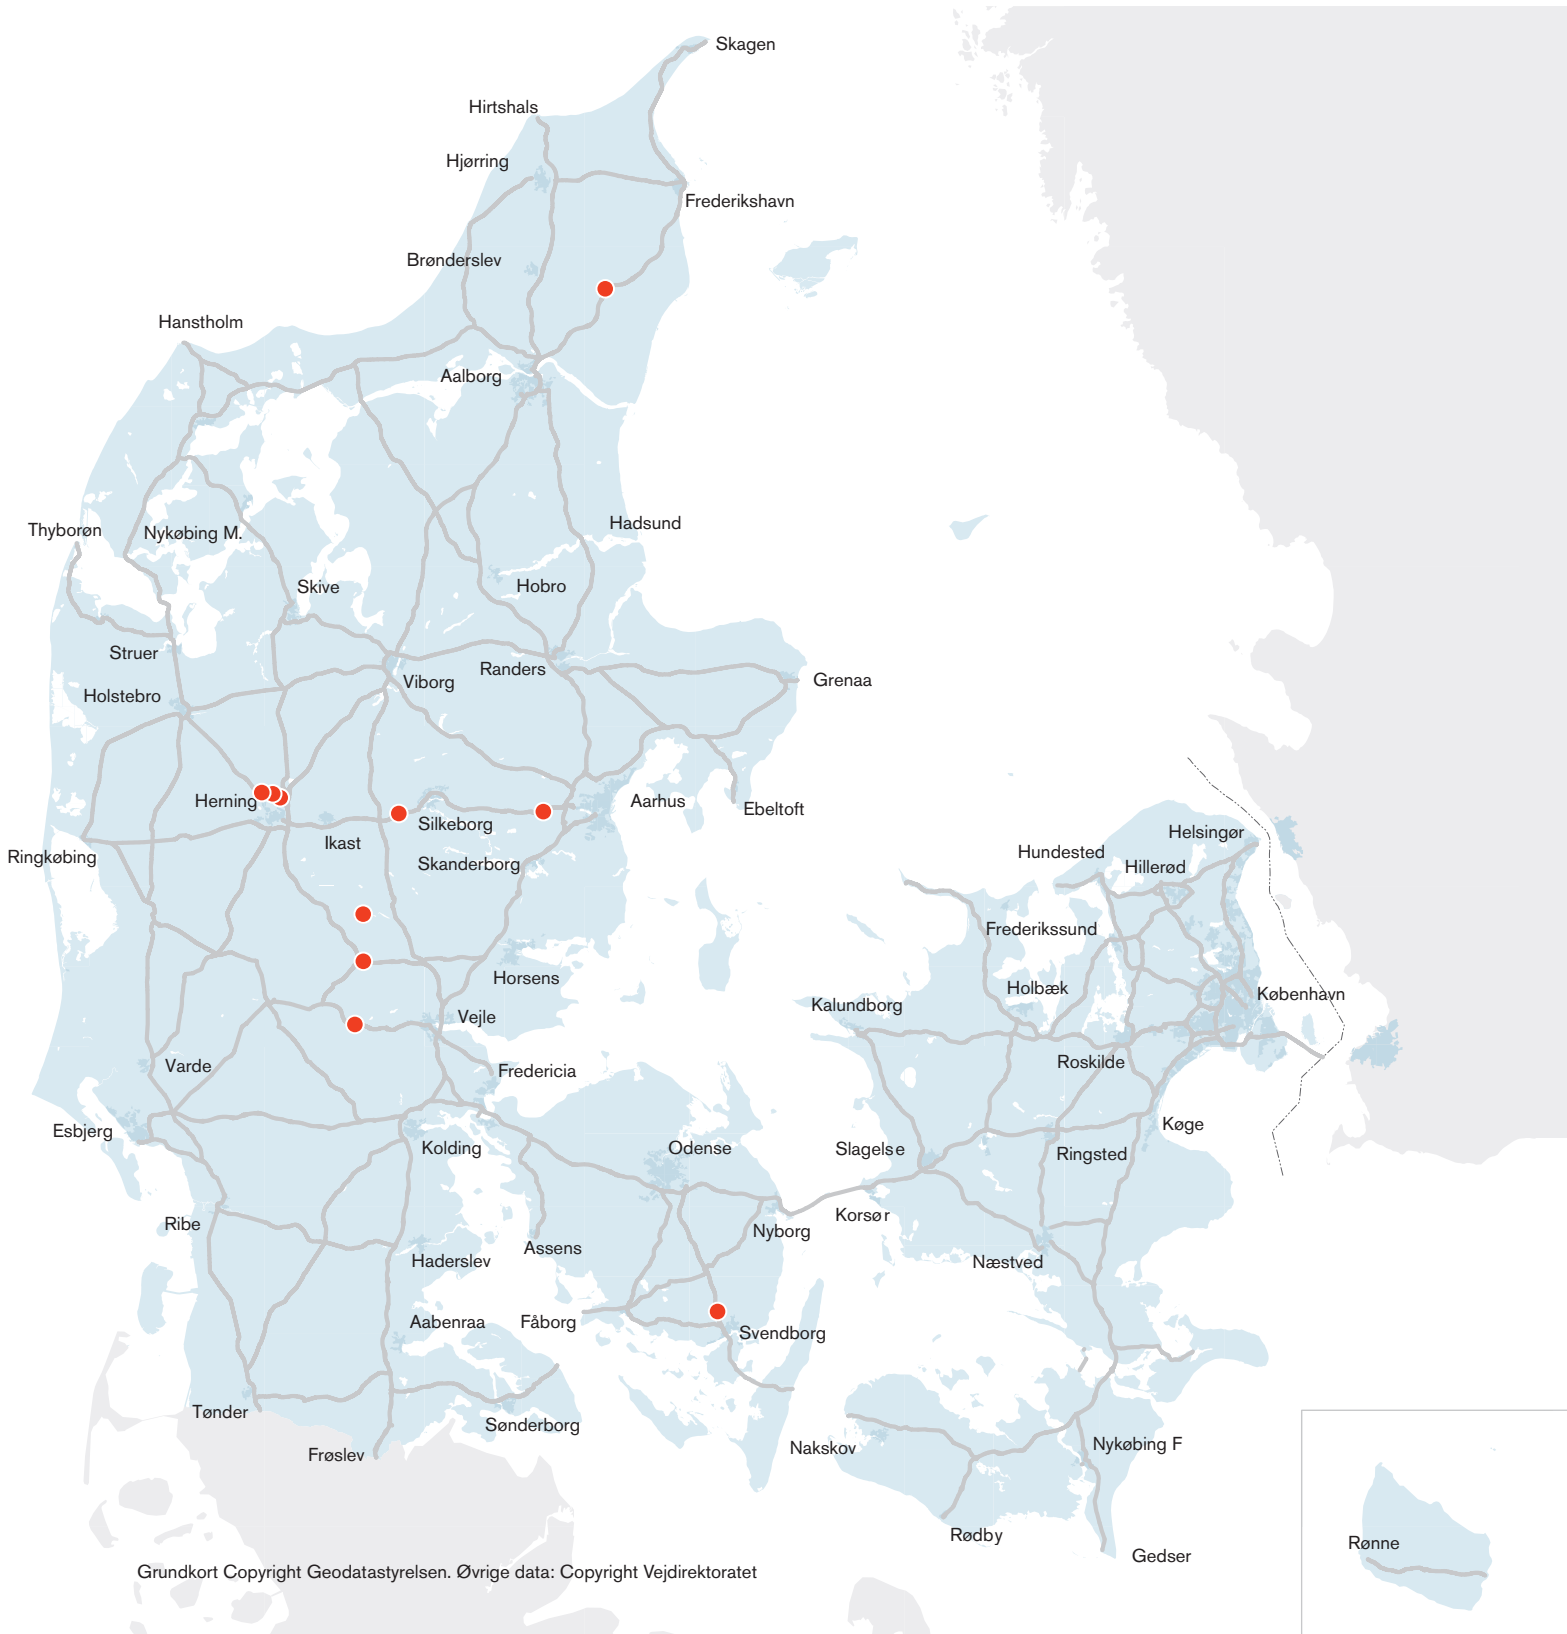 Skagen
Hirtshals
Hjørring
Frederikshavn
Brønderslev
Hanstholm
Aalborg
Hadsund
Thyborøn
Nykøbing M.
Skive
Hobro
Struer
Randers
Viborg
Grenaa
Holstebro
Herning
Aarhus
Ebeltoft
Silkeborg
Ikast
Ringkøbing
Skanderborg
Helsingør
Hundested
Hillerød
Frederikssund
Horsens
Holbæk
København
Kalundborg
Vejle
Varde
Fredericia
Roskilde
Esbjerg
Kolding
Odense
Slagelse
Køge
Ringsted
Ribe
Korsør
Nyborg
Haderslev
Assens
Næstved
Aabenraa
Fåborg
Svendborg
Tønder
Sønderborg
Frøslev
Nakskov
Nykøbing F
Rødby
Rønne
Gedser
Grundkort Copyright Geodatastyrelsen. Øvrige data: Copyright Vejdirektoratet